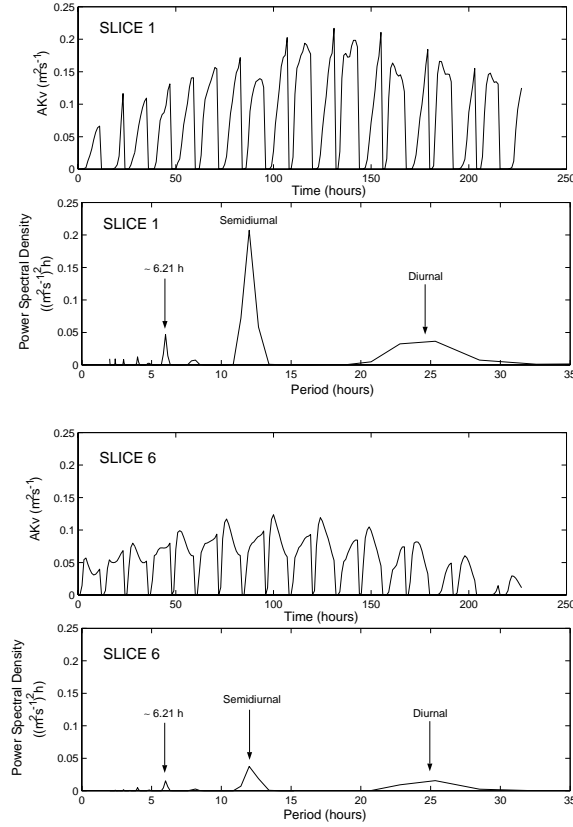 SLICE 1
AKv (m²s⁻¹)
0.25
0.2
0.15
0.1
0.05
0
0 50 100 150 200 250
Time (hours)
SLICE 1
Power Spectral Density
((m²s⁻¹)² h)
0.25
0.2
0.15
0.1
0.05
0
Semidiurnal
~ 6.21 h
Diurnal
0 5 10 15 20 25 30 35
Period (hours)
SLICE 6
AKv (m²s⁻¹)
0.25
0.2
0.15
0.1
0.05
0
0 50 100 150 200 250
Time (hours)
SLICE 6
Power Spectral Density
((m²s⁻¹)² h)
0.25
0.2
0.15
0.1
0.05
0
~ 6.21 h
Semidiurnal
Diurnal
0 5 10 15 20 25 30 35
Period (hours)